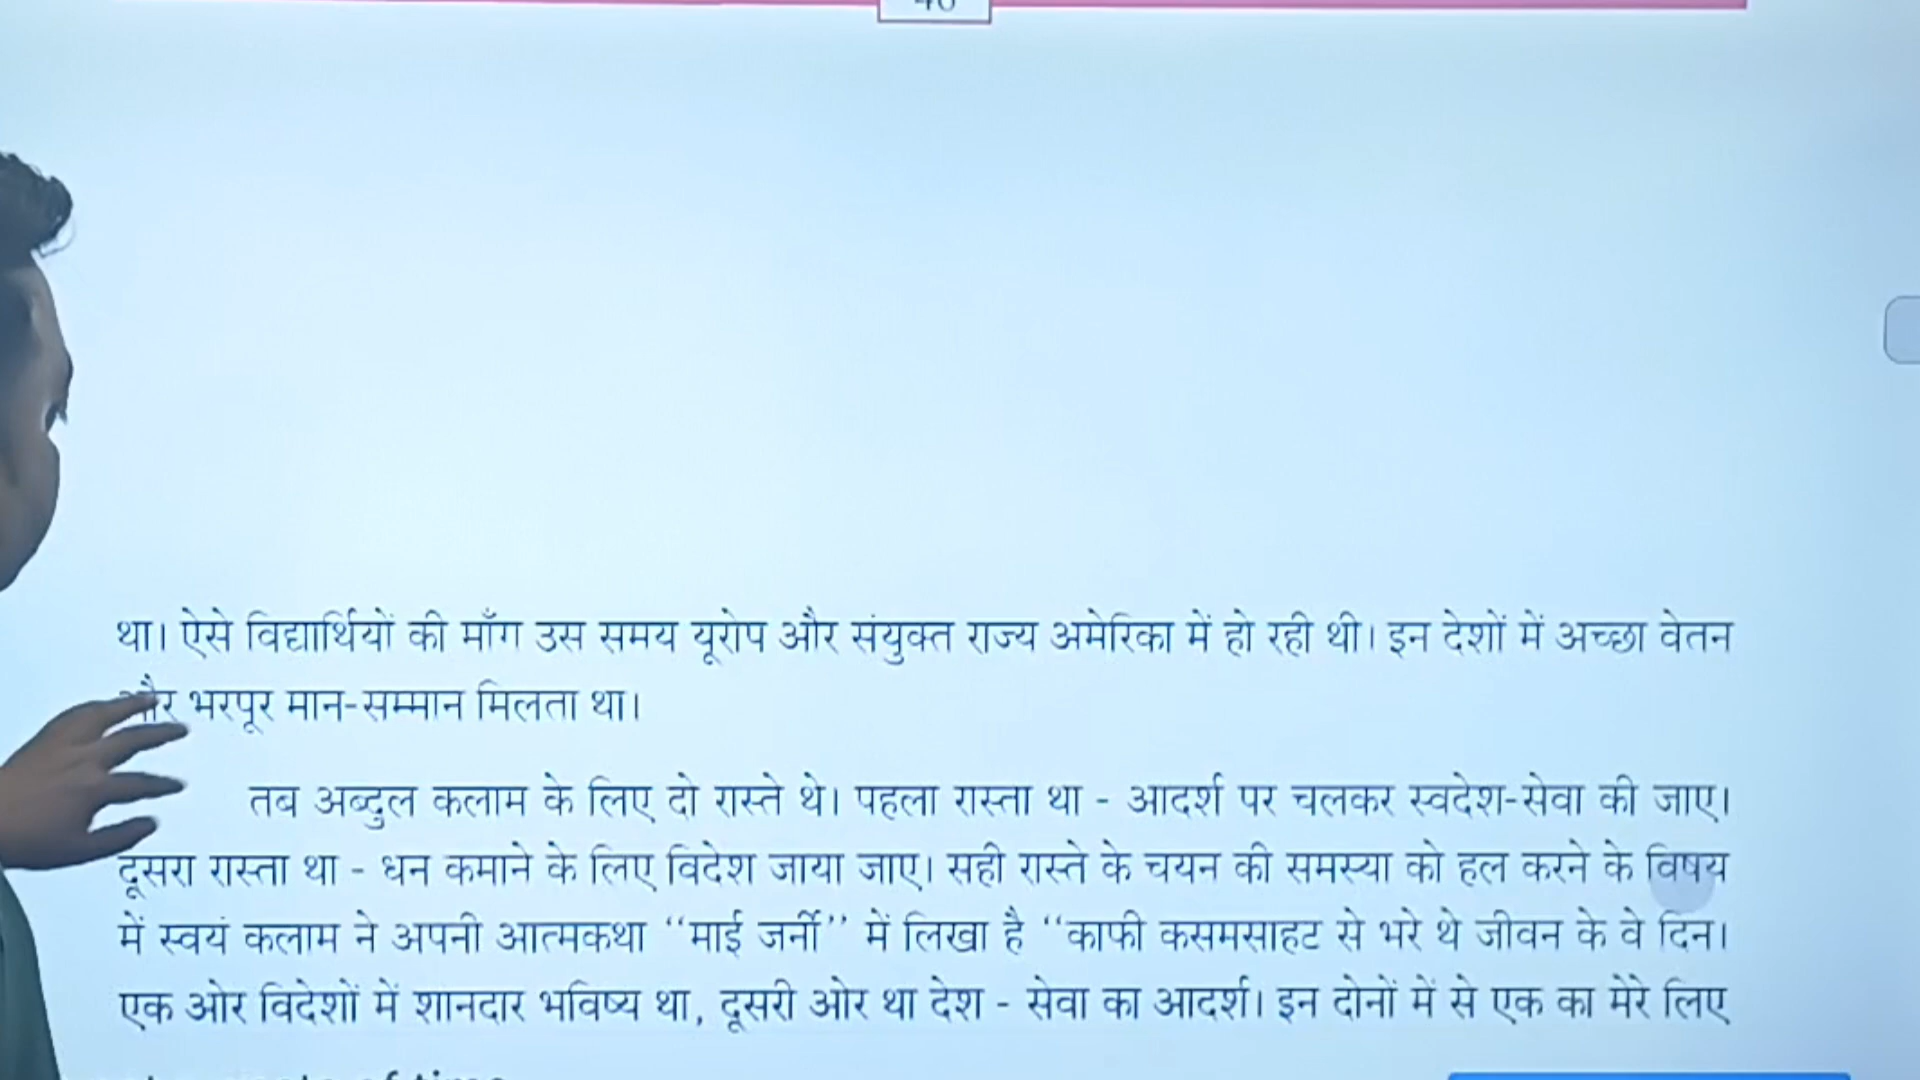 था। ऐसे विद्यार्थियों की माँग उस समय यूरोप और संयुक्त राज्य अमेरिका में हो रही थी। इन देशों में अच्छा वेतन
और भरपूर मान-सम्मान मिलता था।
तब अब्दुल कलाम के लिए दो रास्ते थे। पहला रास्ता था - आदर्श पर चलकर स्वदेश-सेवा की जाए।
दूसरा रास्ता था - धन कमाने के लिए विदेश जाया जाए। सही रास्ते के चयन की समस्या को हल करने के विषय
में स्वयं कलाम ने अपनी आत्मकथा “माई जर्नी” में लिखा है “काफी कसमसाहट से भरे थे जीवन के वे दिन।
एक ओर विदेशों में शानदार भविष्य था, दूसरी ओर था देश - सेवा का आदर्श। इन दोनों में से एक का मेरे लिए